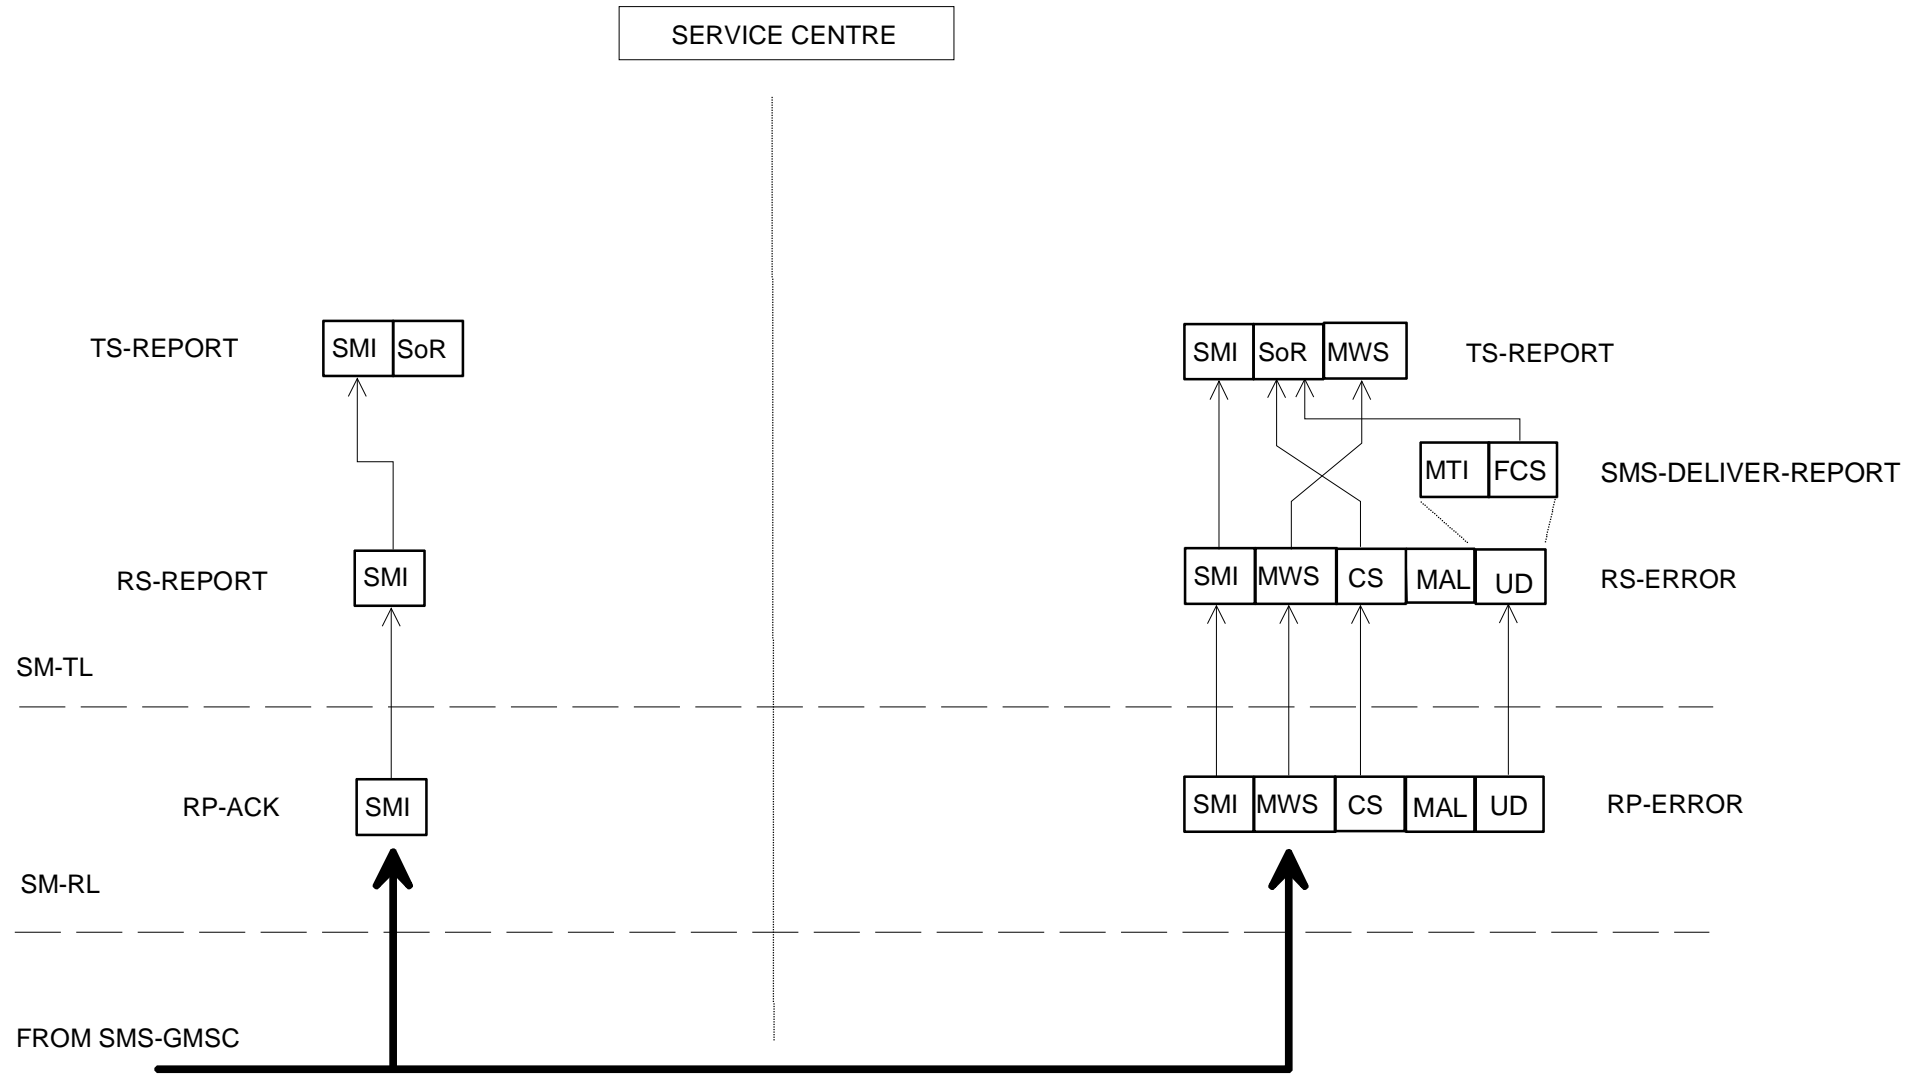 SERVICE CENTRE
TS-REPORT SMI SoR SMI SoR MWS TS-REPORT
MTI FCS SMS-DELIVER-REPORT
RS-REPORT SMI SMI MWS CS MAL UD RS-ERROR
SM-TL
RP-ACK SMI SMI MWS CS MAL UD RP-ERROR
SM-RL
FROM SMS-GMSC